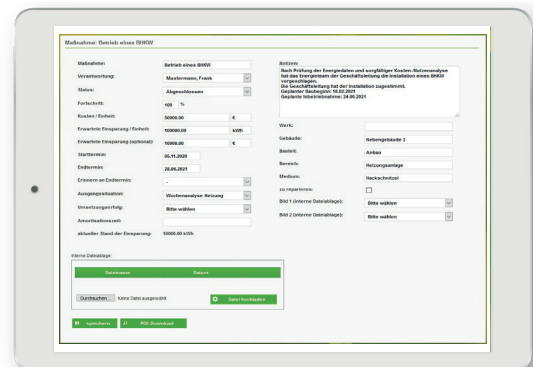 Maßnahme: Betrieb eines BHKW
Maßnahme: Betrieb eines BHKW
Verantwortung: Mustermann, Frank
Status: Abgeschlossen
Fortschritt: 100 %
Kosten / Einheit: 50000.00 €
Erwartete Einsparung / Einheit: 100000.00 kWh
Erwartete Einsparung (optional): 10000.00 €
Starttermin: 05.11.2020
Endtermin: 28.06.2021
Erinnern an Endtermin: -
Ausgangssituation: Wochenanalyse Heizung
Umsetzungserfolg: Bitte wählen
Amortisationszeit:
aktueller Stand der Einsparung: 10000.00 kWh
Notizen:
Nach Prüfung der Energiedaten und sorgfältiger Kosten-/Nutzenanalyse
hat das Energieteam der Geschäftsleitung die Installation eines BHKW
vorgeschlagen.
Die Geschäftsleitung hat der Installation zugestimmt.
Geplanter Baubeginn: 10.02.2021
Geplante Inbetriebnahme: 24.06.2021
Werk:
Gebäude: Nebengebäude 3
Bauteil: Anbau
Bereich: Heizungsanlage
Medium: Hackschnitzel
zu reparieren:
Bild 1 (interne Dateiablage): Bitte wählen
Bild 2 (interne Dateiablage): Bitte wählen
Interne Dateiablage:
Dateiname Datum
Durchsuchen... Keine Datei ausgewählt. Datei hochladen
speichern PDF Download